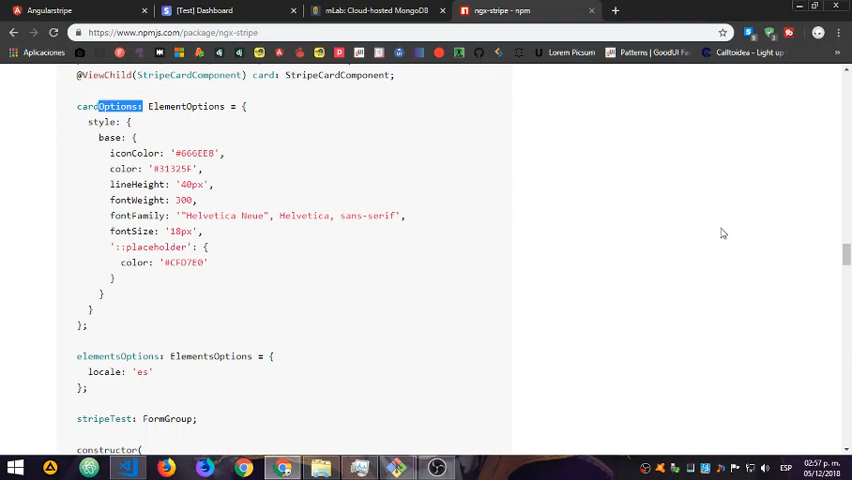 Angularstripe
[Test] Dashboard
mLab: Cloud-hosted MongoDB
ngx-stripe - npm
https://www.npmjs.com/package/ngx-stripe
Aplicaciones
Lorem Picsum
Patterns | GoodUI Fa
Calltoidea - Light up
@ViewChild(StripeCardComponent) card: StripeCardComponent;
cardOptions: ElementOptions = {
style: {
base: {
iconColor: '#666EE8',
color: '#31325F',
lineHeight: '40px',
fontWeight: 300,
fontFamily: '"Helvetica Neue", Helvetica, sans-serif',
fontSize: '18px',
'::placeholder': {
color: '#CFD7E0'
}
}
}
};
elementsOptions: ElementsOptions = {
locale: 'es'
};
stripeTest: FormGroup;
constructor(
ESP
02:57 p. m.
05/12/2018